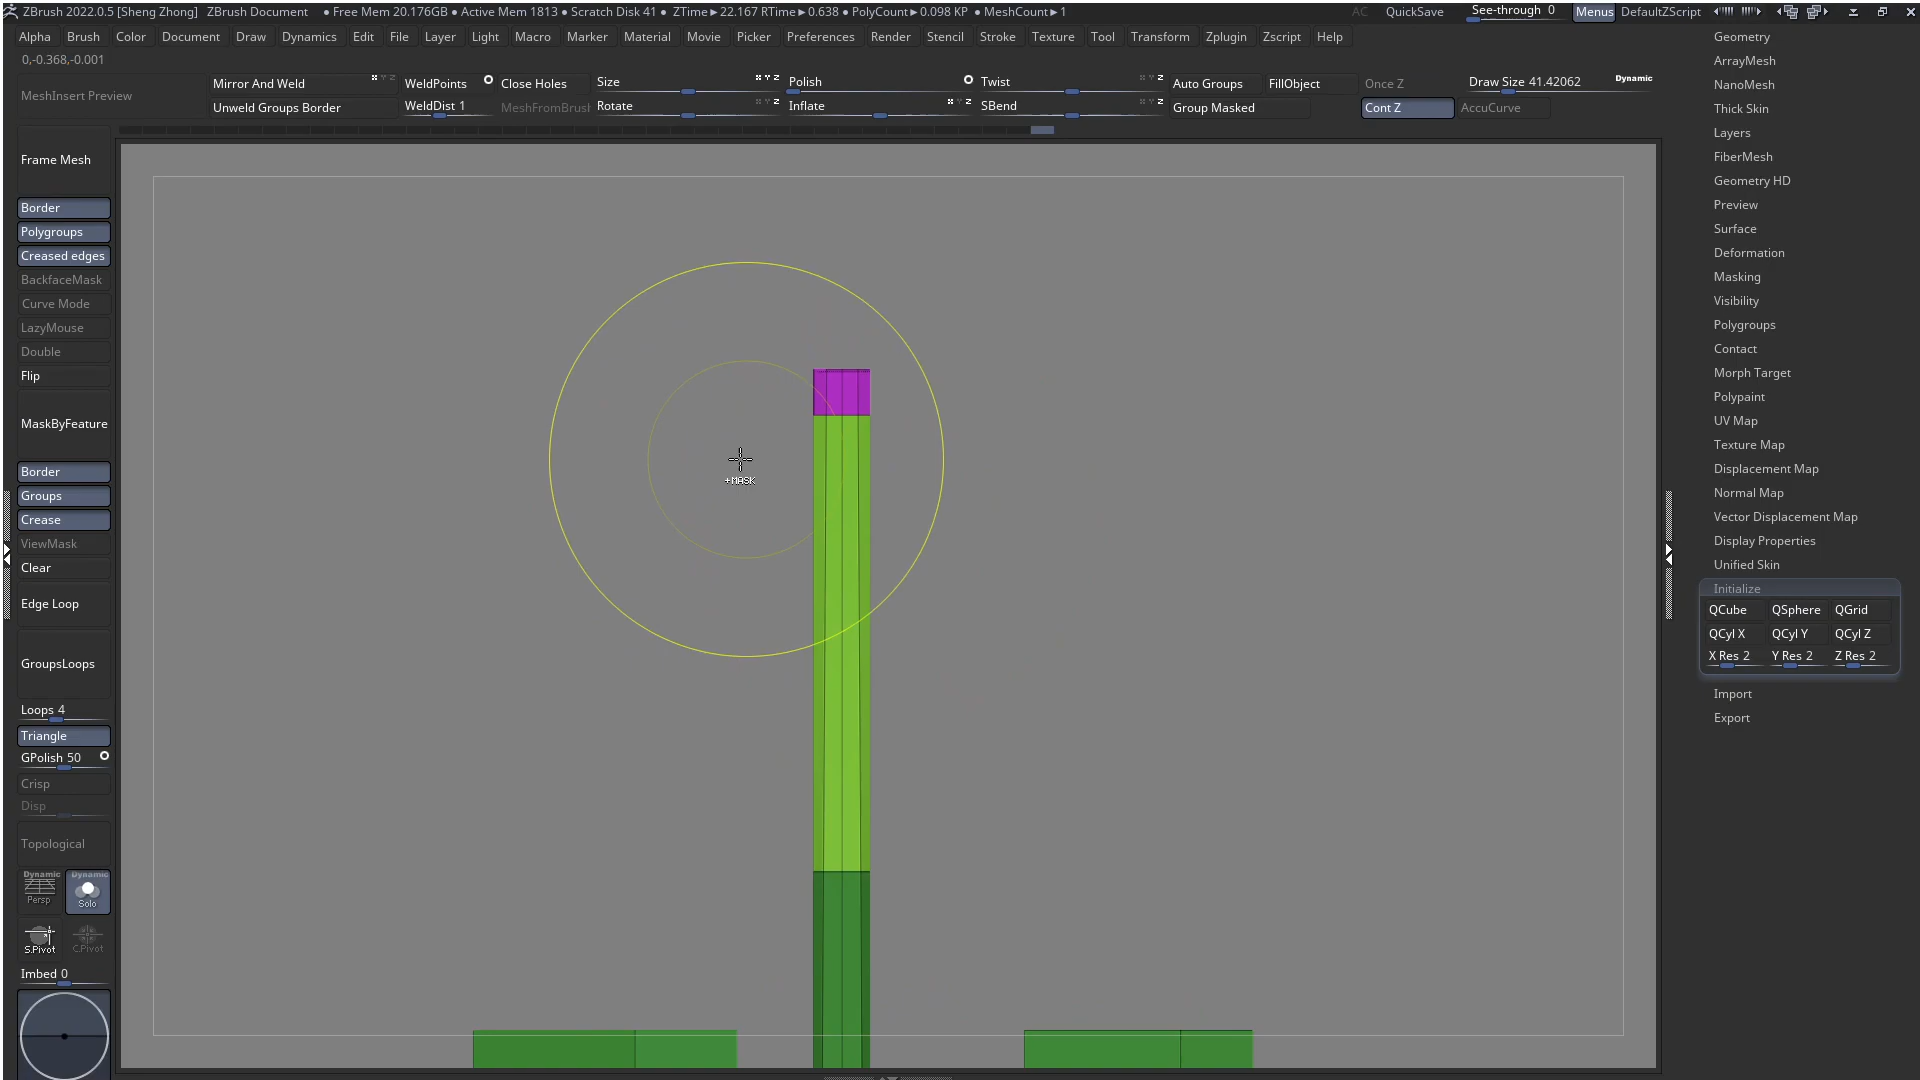 ZBrush 2022.0.5 [Sheng Zhong] ZBrush Document • Free Mem 20.176GB • Active Mem 1813 • Scratch Disk 41 • ZTime►22.167 RTime►0.638 • PolyCount►0.098 KP • MeshCount►1 AC QuickSave See-through 0 Menus DefaultZScript
Alpha Brush Color Document Draw Dynamics Edit File Layer Light Macro Marker Material Movie Picker Preferences Render Stencil Stroke Texture Tool Transform Zplugin Zscript Help
0,-0.368,-0.001
MeshInsert Preview
Mirror And Weld WeldPoints Close Holes Size Polish Twist Auto Groups FillObject Once Z Draw Size 41.42062 Dynamic
Unweld Groups Border WeldDist 1 MeshFromBrush Rotate Inflate SBend Group Masked Cont Z AccuCurve
Frame Mesh
Border
Polygroups
Creased edges
BackfaceMask
Curve Mode
LazyMouse
Double
Flip
MaskByFeature
Border
Groups
Crease
ViewMask
Clear
Edge Loop
GroupsLoops
Loops 4
Triangle
GPolish 50
Crisp
Disp
Topological
Dynamic
Persp
Dynamic
Solo
S.Pivot
C.Pivot
Imbed 0
+MASK
Geometry
ArrayMesh
NanoMesh
Thick Skin
Layers
FiberMesh
Geometry HD
Preview
Surface
Deformation
Masking
Visibility
Polygroups
Contact
Morph Target
Polypaint
UV Map
Texture Map
Displacement Map
Normal Map
Vector Displacement Map
Display Properties
Unified Skin
Initialize
QCube QSphere QGrid
QCyl X QCyl Y QCyl Z
X Res 2 Y Res 2 Z Res 2
Import
Export